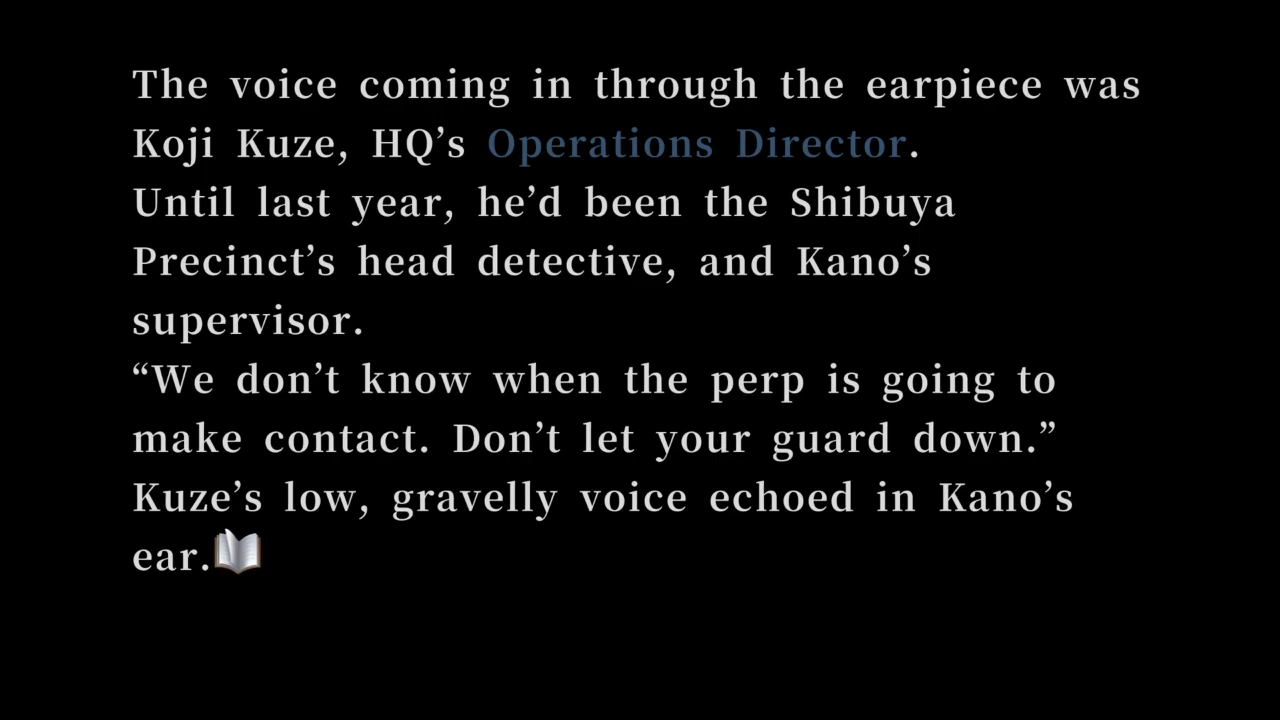 The voice coming in through the earpiece was
Koji Kuze, HQ’s Operations Director.
Until last year, he’d been the Shibuya
Precinct’s head detective, and Kano’s
supervisor.
“We don’t know when the perp is going to
make contact. Don’t let your guard down.”
Kuze’s low, gravelly voice echoed in Kano’s
ear.